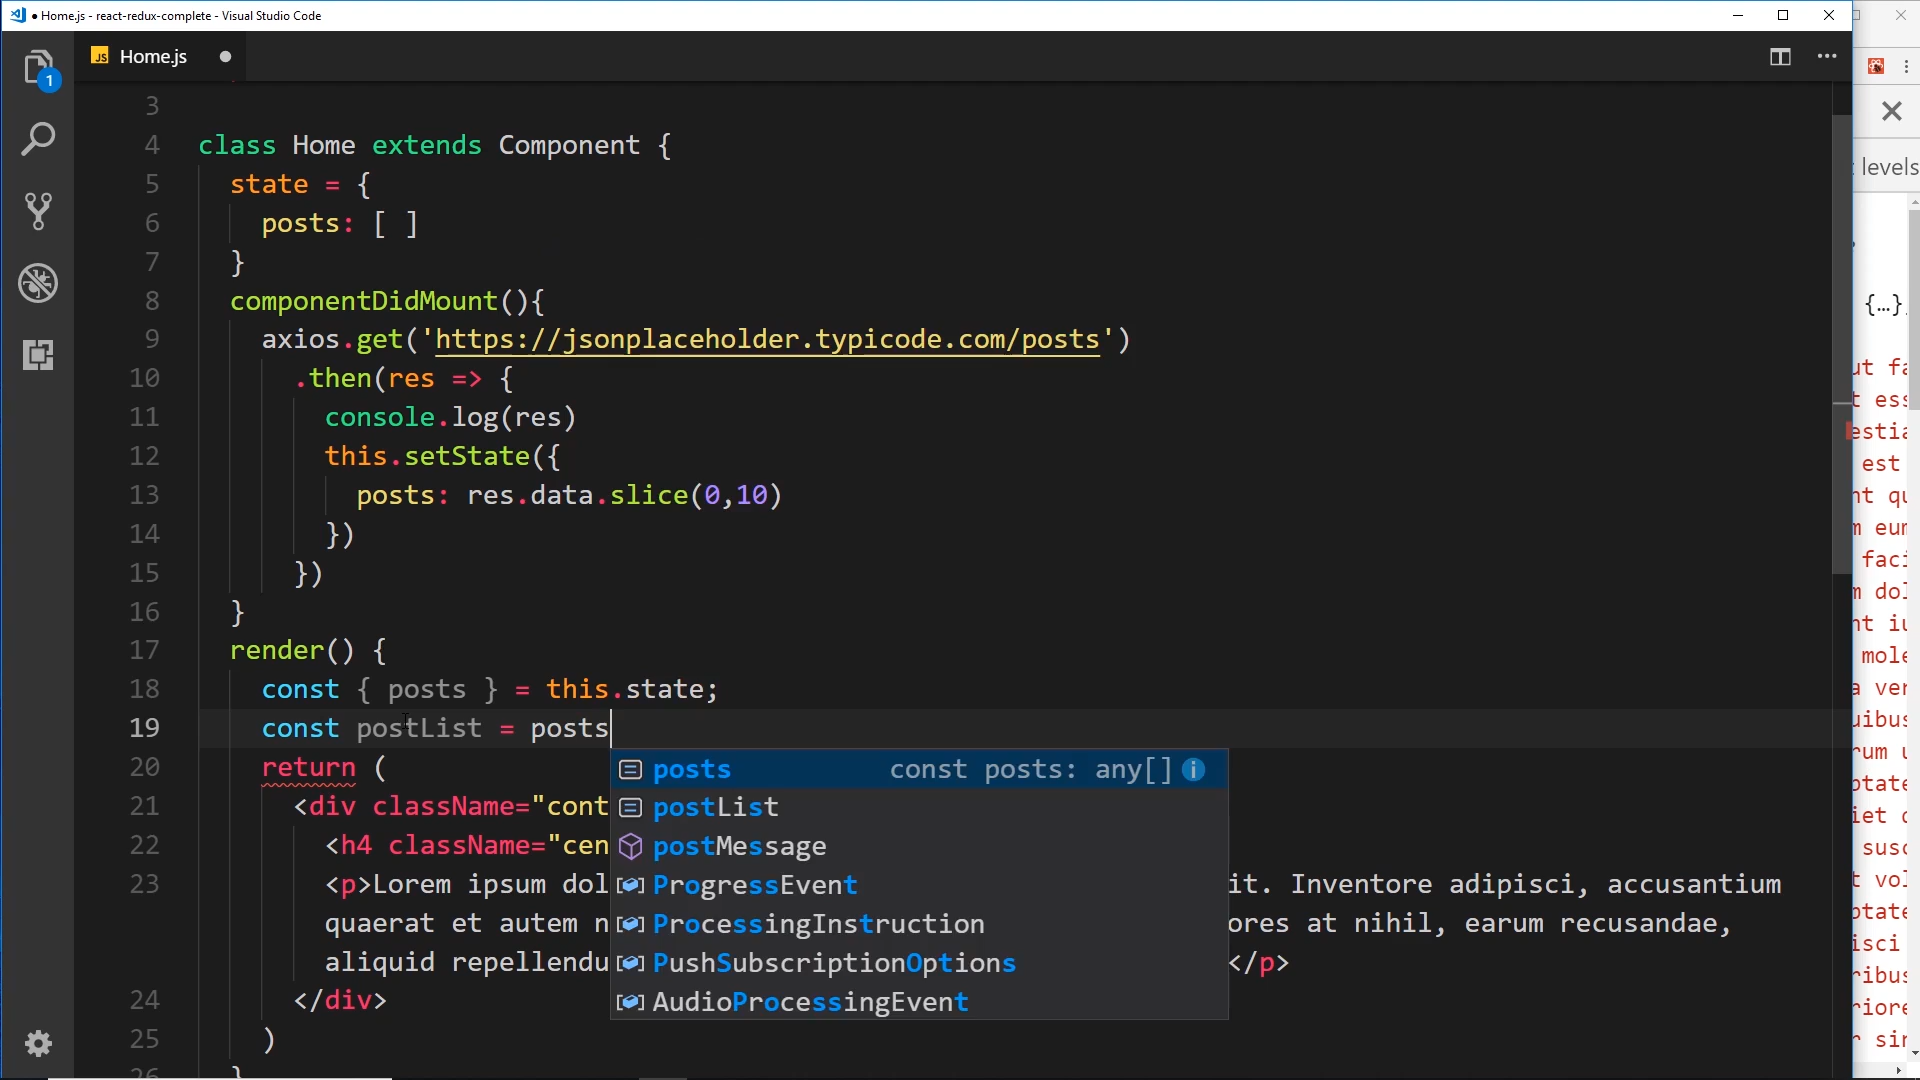 ● Home.js - react-redux-complete - Visual Studio Code
JS Home.js ●
1
3
4 class Home extends Component {
5 state = {
6 posts: [ ]
7 }
8 componentDidMount(){
9 axios.get('https://jsonplaceholder.typicode.com/posts')
10 .then(res => {
11 console.log(res)
12 this.setState({
13 posts: res.data.slice(0,10)
14 })
15 })
16 }
17 render() {
18 const { posts } = this.state;
19 const postList = posts
20 return (
21 <div className="cont
22 <h4 className="cen
23 <p>Lorem ipsum dol it. Inventore adipisci, accusantium
quaerat et autem n ores at nihil, earum recusandae,
aliquid repellendu </p>
24 </div>
25 )
26 }
posts const posts: any[]
postList
postMessage
ProgressEvent
ProcessingInstruction
PushSubscriptionOptions
AudioProcessingEvent
levels
{…}